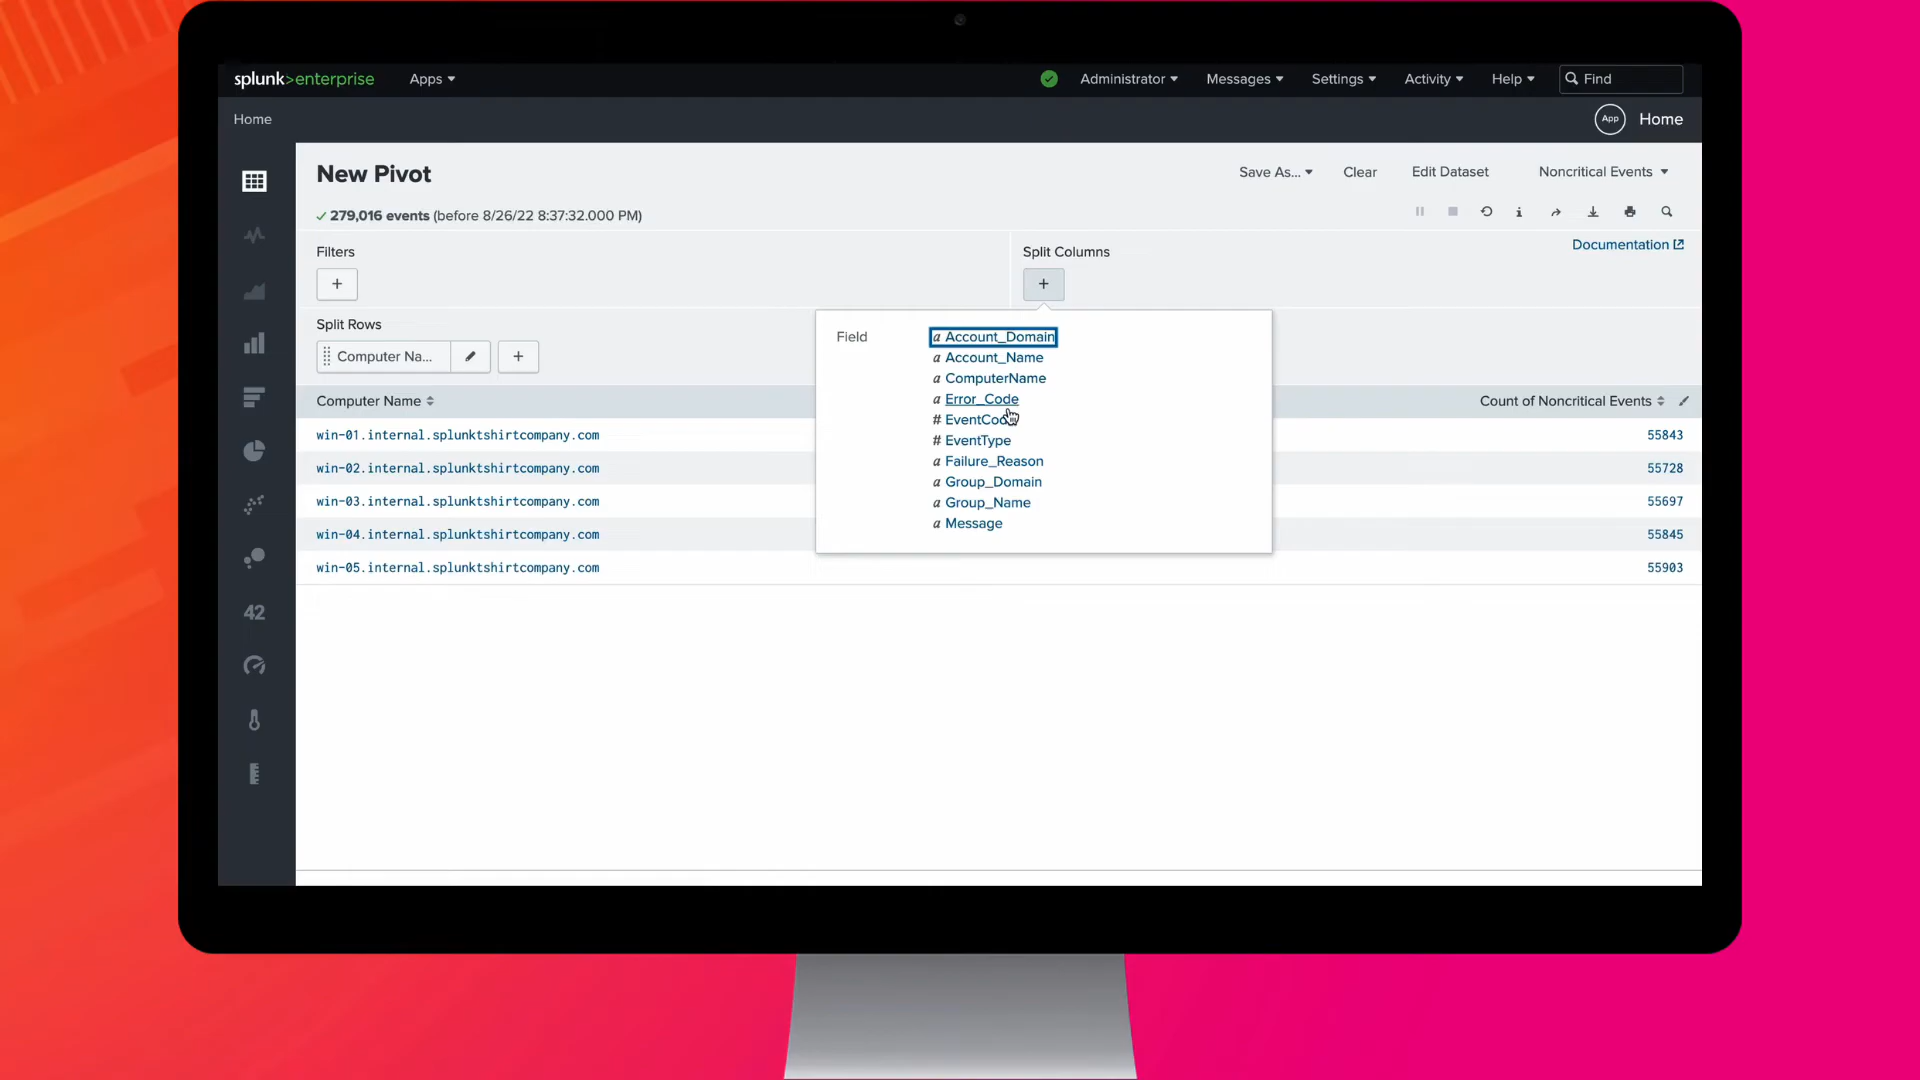 splunk>enterprise Apps Administrator Messages Settings Activity Help Find
Home App Home
New Pivot Save As... Clear Edit Dataset Noncritical Events
279,016 events (before 8/26/22 8:37:32.000 PM)
Filters Split Columns Documentation
+ +
Split Rows
Computer Na... +
Field
a Account_Domain
a Account_Name
a ComputerName
a Error_Code
# EventCod
# EventType
a Failure_Reason
a Group_Domain
a Group_Name
a Message
Computer Name Count of Noncritical Events
win-01.internal.splunktshirtcompany.com 55843
win-02.internal.splunktshirtcompany.com 55728
win-03.internal.splunktshirtcompany.com 55697
win-04.internal.splunktshirtcompany.com 55845
win-05.internal.splunktshirtcompany.com 55903
42